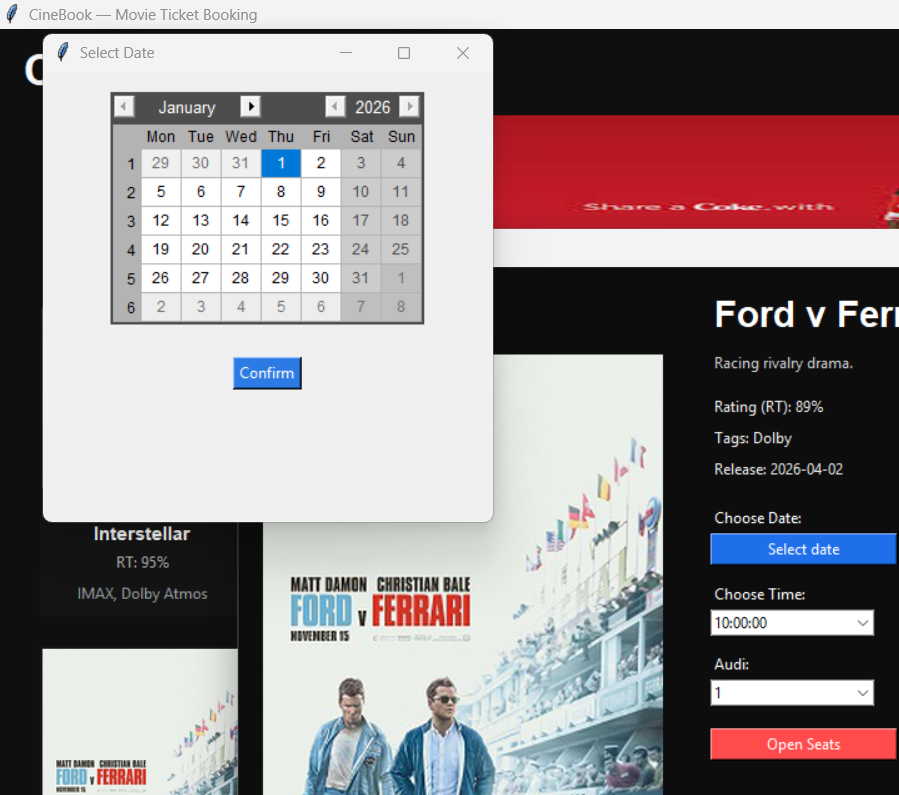 CineBook — Movie Ticket Booking
Select Date
January 2026
Mon Tue Wed Thu Fri Sat Sun
1 29 30 31 1 2 3 4
2 5 6 7 8 9 10 11
3 12 13 14 15 16 17 18
4 19 20 21 22 23 24 25
5 26 27 28 29 30 31 1
6 2 3 4 5 6 7 8
Confirm
Share a Coke with
Interstellar
RT: 95%
IMAX, Dolby Atmos
MATT DAMON CHRISTIAN BALE
FORD v FERRARI
NOVEMBER 15
MATT DAMON CHRISTIAN BALE
FORD v FERRARI
NOVEMBER 15
Ford v Ferr
Racing rivalry drama.
Rating (RT): 89%
Tags: Dolby
Release: 2026-04-02
Choose Date:
Select date
Choose Time:
10:00:00
Audi:
1
Open Seats